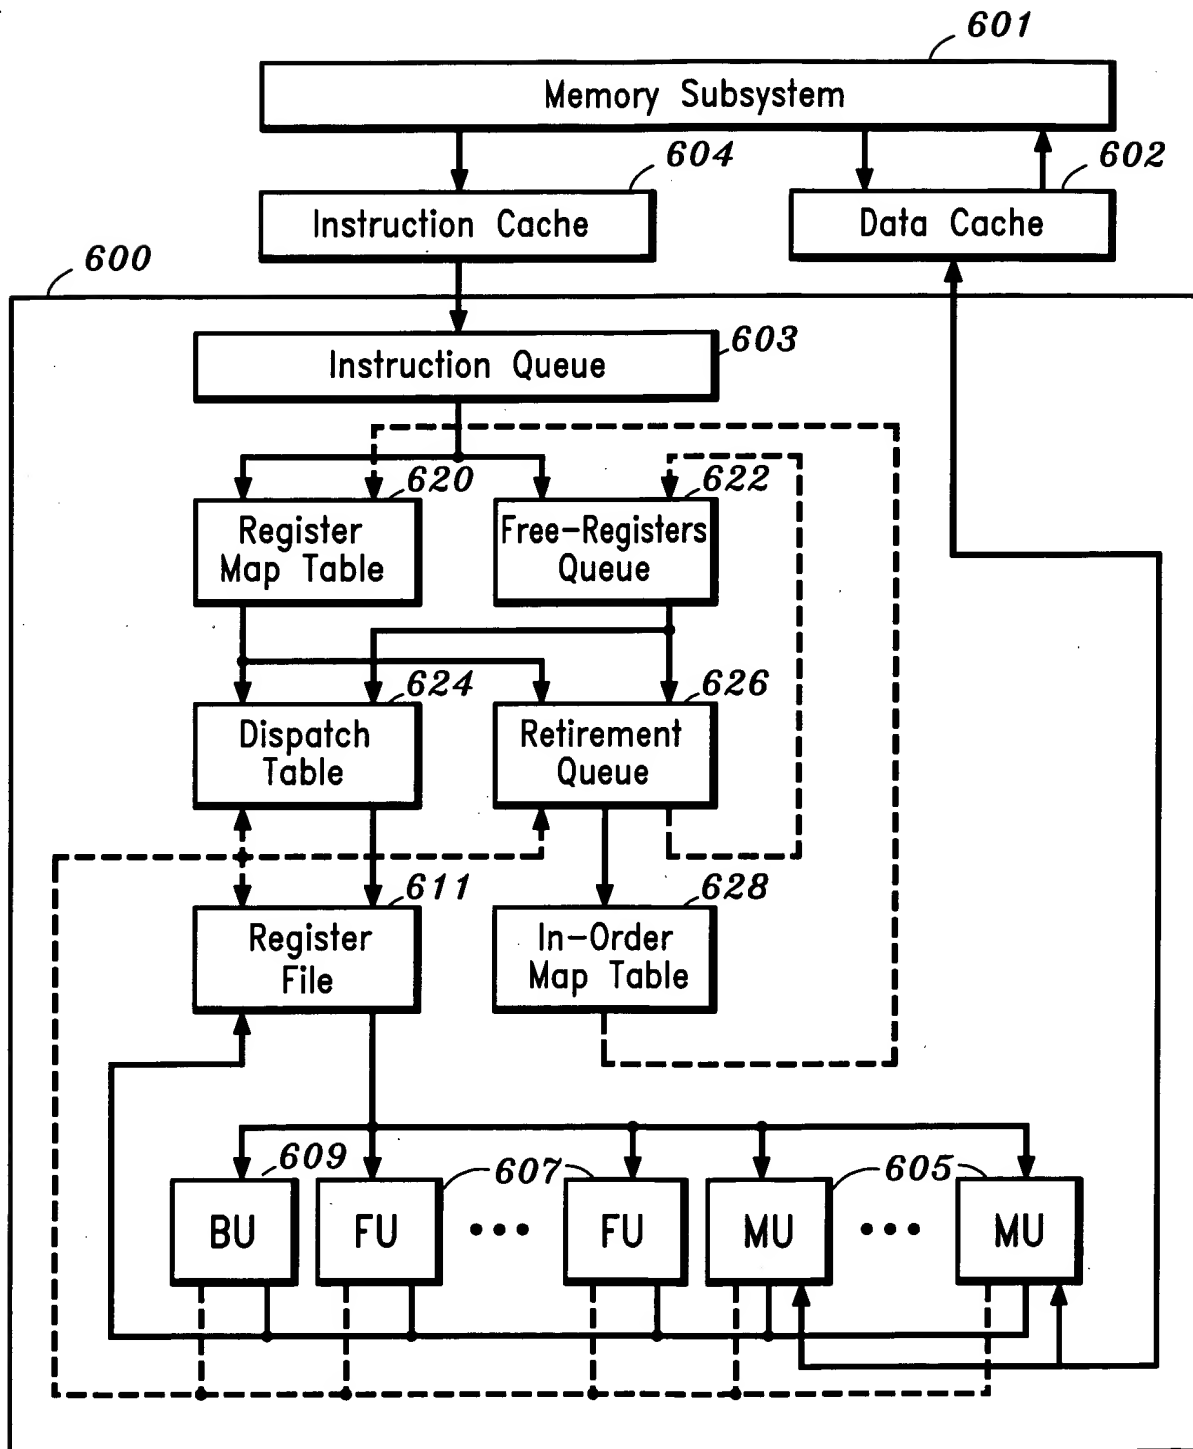 601
Memory Subsystem
604
602
Instruction Cache
Data Cache
600
603
Instruction Queue
620
622
Register
Map Table
Free-Registers
Queue
624
626
Dispatch
Table
Retirement
Queue
611
628
Register
File
In-Order
Map Table
609
607
605
BU
FU
•••
FU
MU
•••
MU